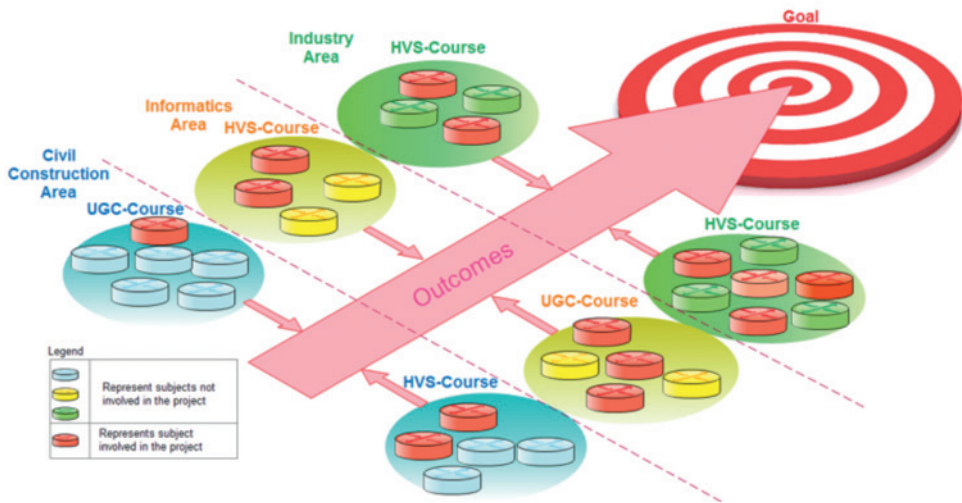 Goal
Industry
Area
HVS-Course
Informatics
Area
HVS-Course
Civil
Construction
Area
UGC-Course
HVS-Course
Outcomes
UGC-Course
HVS-Course
Legend
Represent subjects not
involved in the project
Represents subject
involved in the project